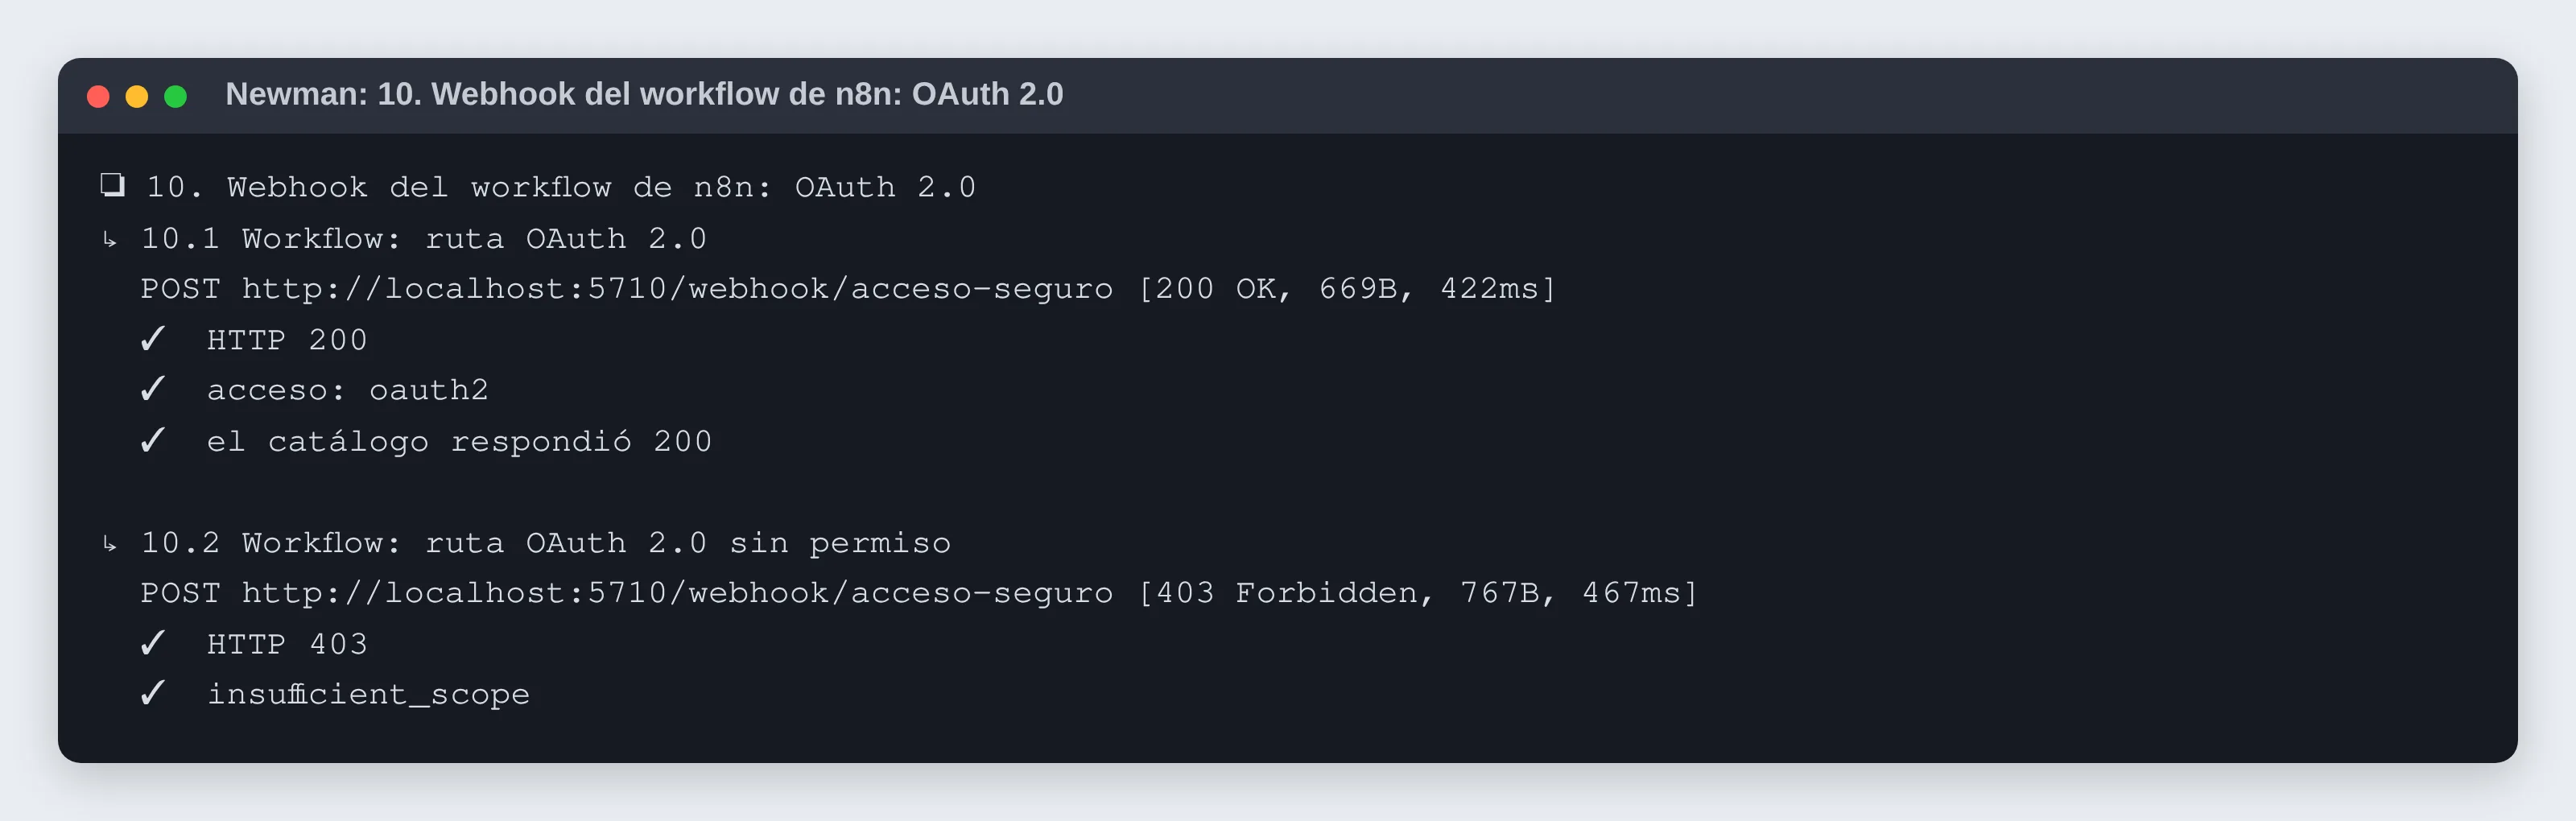 Newman: 10. Webhook del workflow de n8n: OAuth 2.0
❏ 10. Webhook del workflow de n8n: OAuth 2.0
↳ 10.1 Workflow: ruta OAuth 2.0
POST http://localhost:5710/webhook/acceso-seguro [200 OK, 669B, 422ms]
✓ HTTP 200
✓ acceso: oauth2
✓ el catálogo respondió 200
↳ 10.2 Workflow: ruta OAuth 2.0 sin permiso
POST http://localhost:5710/webhook/acceso-seguro [403 Forbidden, 767B, 467ms]
✓ HTTP 403
✓ insufficient_scope